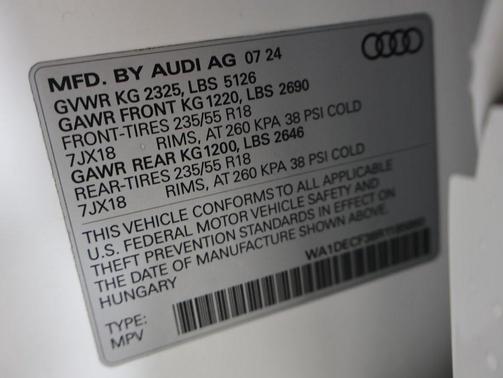 MFD. BY AUDI AG 07 24
GVWR KG 2325, LBS 5126
GAWR FRONT KG1220, LBS 2690
FRONT-TIRES 235/55 R18
7JX18 RIMS, AT 260 KPA 38 PSI COLD
GAWR REAR KG1200, LBS 2646
REAR-TIRES 235/55 R18
7JX18 RIMS, AT 260 KPA 38 PSI COLD
THIS VEHICLE CONFORMS TO ALL APPLICABLE
U.S. FEDERAL MOTOR VEHICLE SAFETY AND
THEFT PREVENTION STANDARDS IN EFFECT ON
THE DATE OF MANUFACTURE SHOWN ABOVE.
HUNGARY
TYPE:
MPV